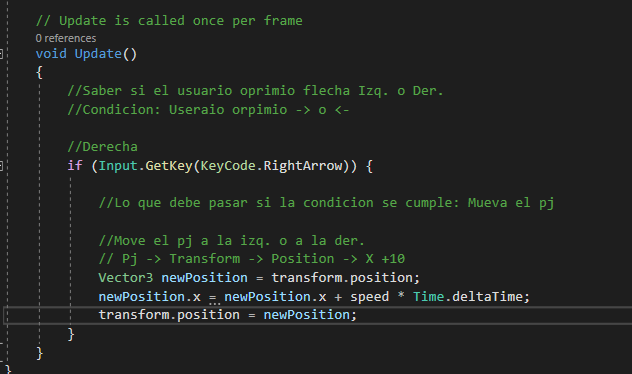 // Update is called once per frame
0 references
void Update()
{
//Saber si el usuario oprimio flecha Izq. o Der.
//Condicion: Useraio orpimio -> o <-
//Derecha
if (Input.GetKey(KeyCode.RightArrow)) {
//Lo que debe pasar si la condicion se cumple: Mueva el pj
//Move el pj a la izq. o a la der.
// Pj -> Transform -> Position -> X +10
Vector3 newPosition = transform.position;
newPosition.x = newPosition.x + speed * Time.deltaTime;
transform.position = newPosition;
}
}
}